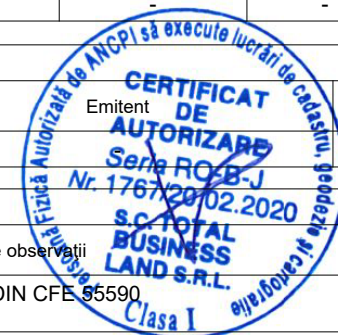 -
-
Persoană Fizică Autorizată de ANCPI să execute lucrări de cadastru, geodezie și cartografie
CERTIFICAT
Emitent
DE
AUTORIZARE
-
Seria RO-B-J
Nr. 1767/20.02.2020
S.C TOTAL
BUSINESS
e observații
LAND S.R.L.
DIN CFE 55590
Clasa I